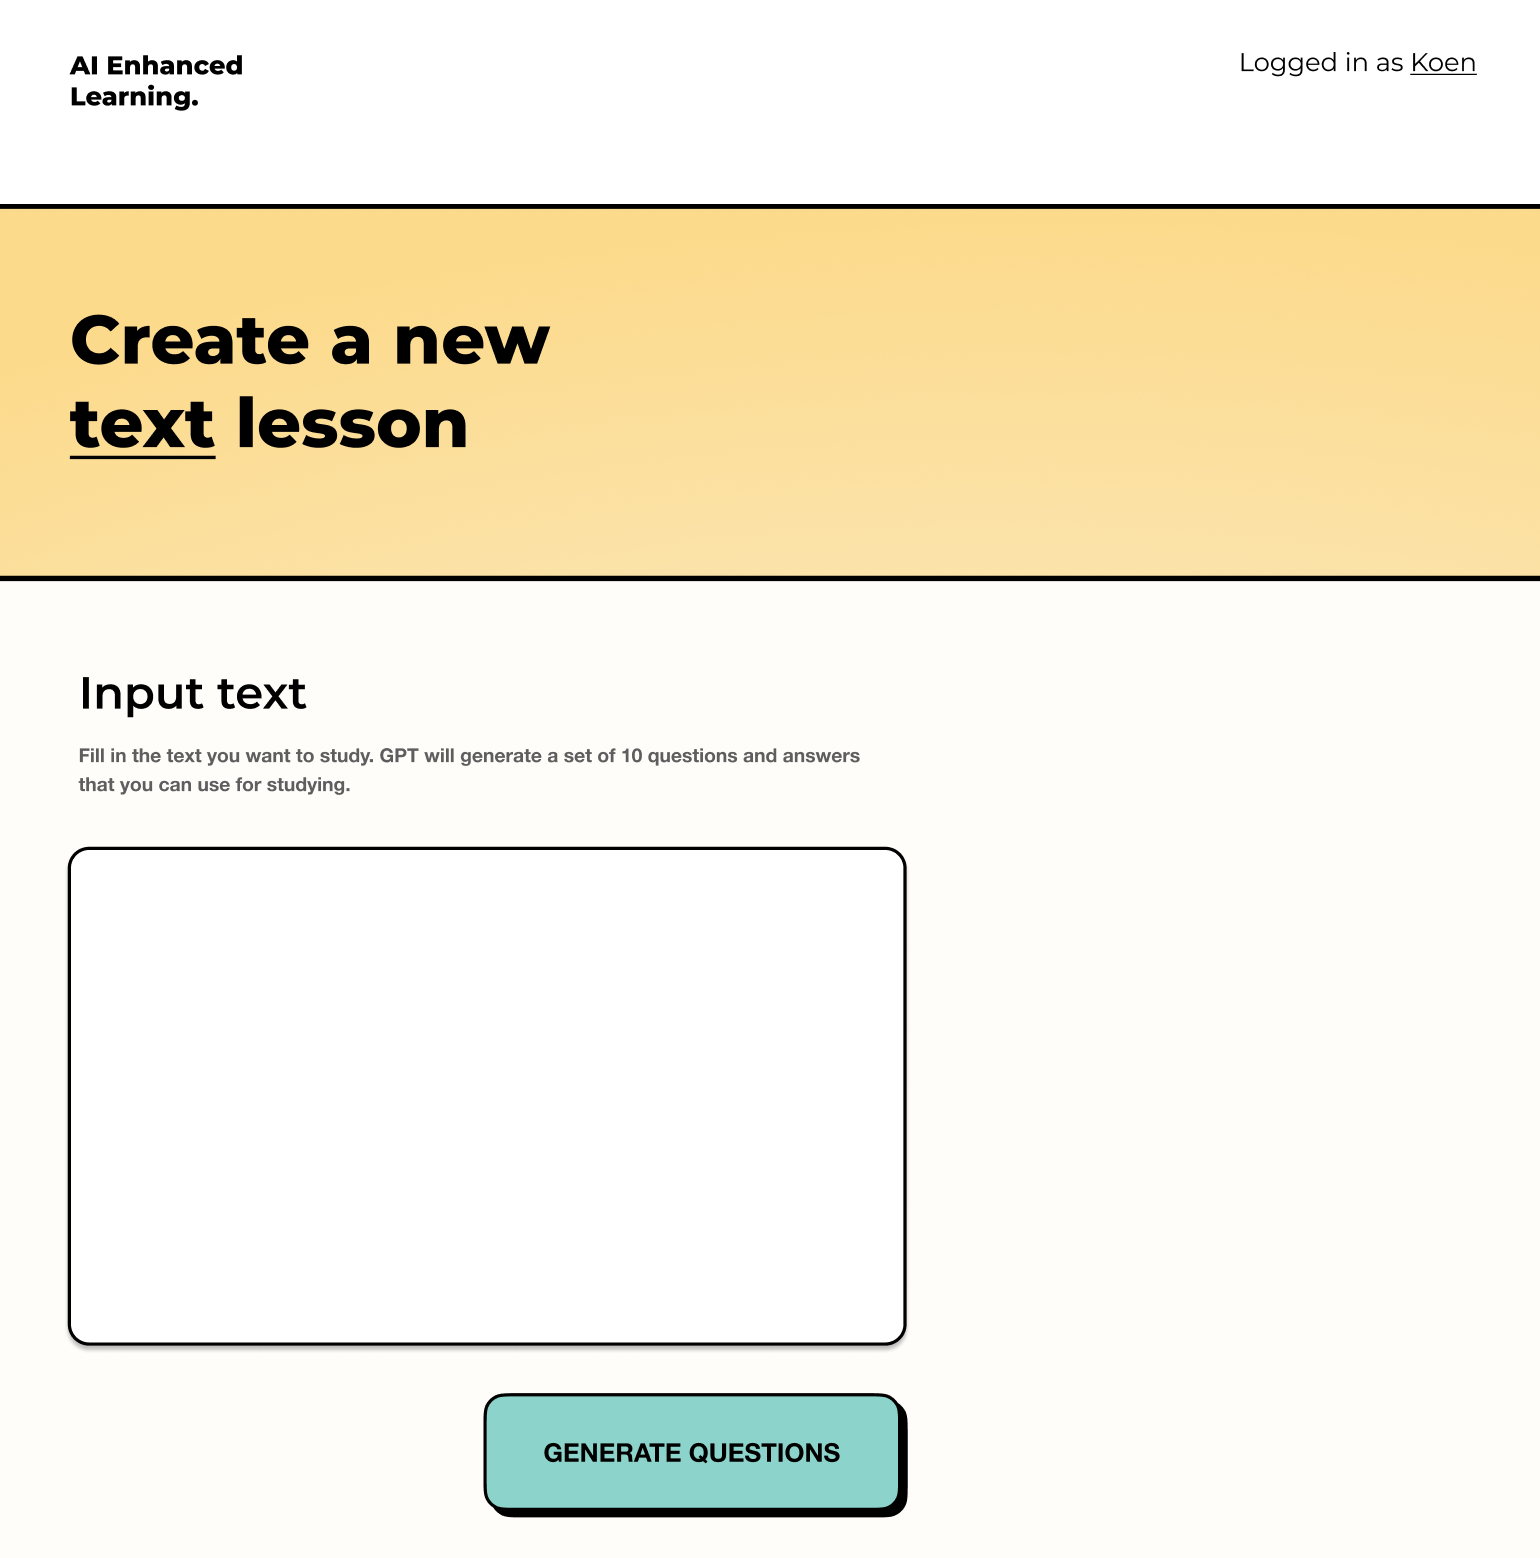 AI Enhanced
Learning.
Logged in as Koen
Create a new
text lesson
Input text
Fill in the text you want to study. GPT will generate a set of 10 questions and answers
that you can use for studying.
GENERATE QUESTIONS